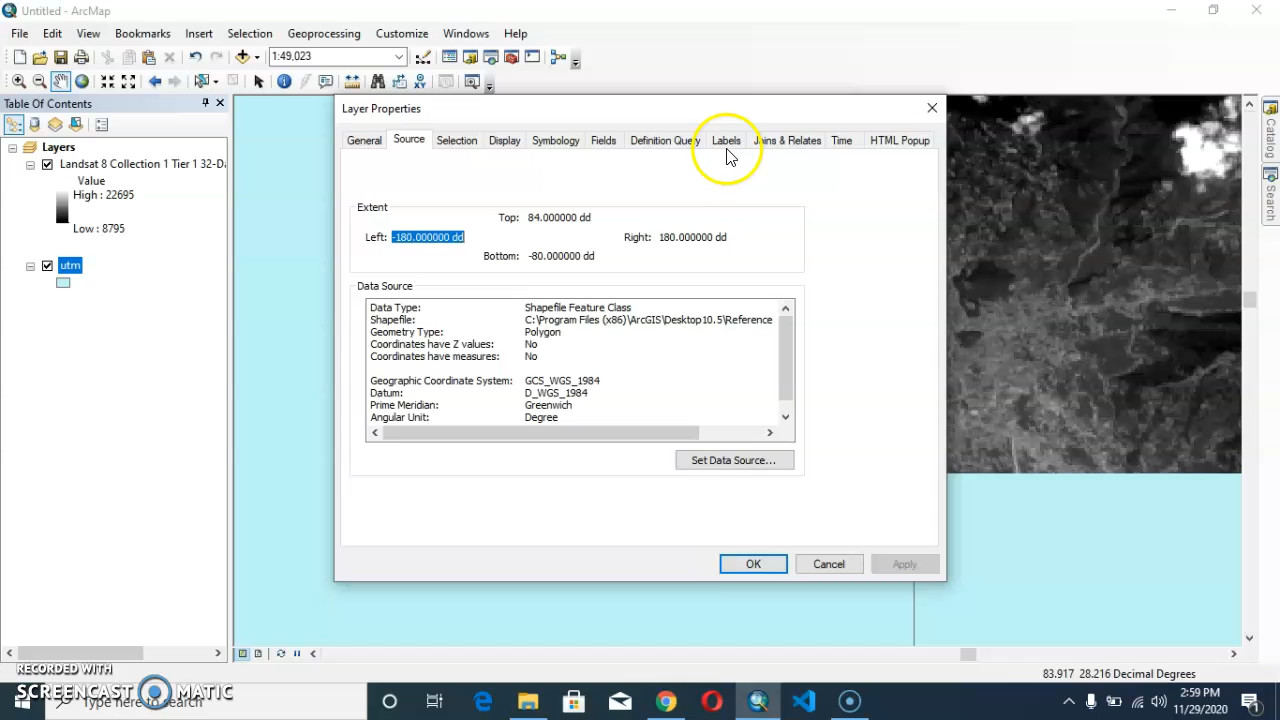 Untitled - ArcMap
File Edit View Bookmarks Insert Selection Geoprocessing Customize Windows Help
1:49,023
Table Of Contents
Layers
Landsat 8 Collection 1 Tier 1 32-Da
Value
High : 22695
Low : 8795
utm
Layer Properties
General Source Selection Display Symbology Fields Definition Query Labels Joins & Relates Time HTML Popup
Extent
Top: 84.000000 dd
Left: -180.000000 dd Right: 180.000000 dd
Bottom: -80.000000 dd
Data Source
Data Type: Shapefile Feature Class
Shapefile: C:\Program Files (x86)\ArcGIS\Desktop10.5\Reference
Geometry Type: Polygon
Coordinates have Z values: No
Coordinates have measures: No
Geographic Coordinate System: GCS_WGS_1984
Datum: D_WGS_1984
Prime Meridian: Greenwich
Angular Unit: Degree
Set Data Source...
OK Cancel Apply
Catalog
Search
83.917 28.216 Decimal Degrees
RECORDED WITH
SCREENCAST MATIC
Type here to search
2:59 PM
11/29/2020
1